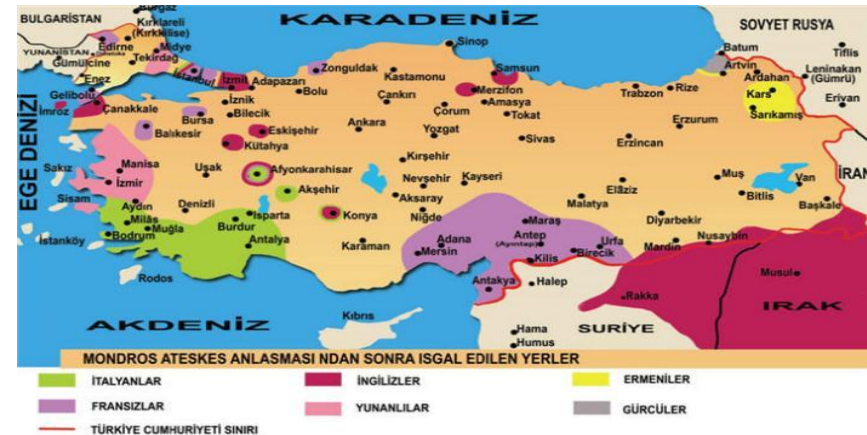 BULGARİSTAN
Burgaz
KARADENİZ
SOVYET RUSYA
Kırklareli
(Kırkkilise)
Edirne
Midye
YUNANİSTAN
Gümülcine
Tekirdağ
Enez
İstanbul
İzmit
Adapazarı
Zonguldak
Bolu
Kastamonu
Sinop
Samsun
Merzifon
Amasya
Çankırı
Çorum
Tokat
Trabzon
Rize
Batum
Artvin
Ardahan
Kars
Sarıkamış
Tiflis
Leninakan
(Gümrü)
Erivan
Gelibolu
İmroz
Çanakkale
İznik
Bursa
Bilecik
Balıkesir
Eskişehir
Kütahya
Ankara
Yozgat
Sivas
Erzincan
Erzurum
İRAN
EGE DENİZİ
Sakız
Manisa
İzmir
Uşak
Afyonkarahisar
Akşehir
Kırşehir
Nevşehir
Kayseri
Aksaray
Niğde
Malatya
Elâziz
Muş
Bitlis
Van
Başkale
Sisam
Aydın
Denizli
Milâs
Muğla
Bodrum
Isparta
Burdur
Antalya
Konya
Karaman
Mersin
Adana
Maraş
Antep
(Ayıntap)
Urfa
Birecik
Kilis
Diyarbekir
Mardin
Nusaybin
İstanköy
Rodos
Antakya
Halep
Rakka
Musul
IRAK
SURİYE
Hama
Humus
Kıbrıs
AKDENİZ
MONDROS ATESKES ANLASMASI NDAN SONRA ISGAL EDILEN YERLER
İTALYANLAR
İNGİLİZLER
ERMENİLER
FRANSIZLAR
YUNANLILAR
GÜRCÜLER
TÜRKİYE CUMHURİYETİ SINIRI